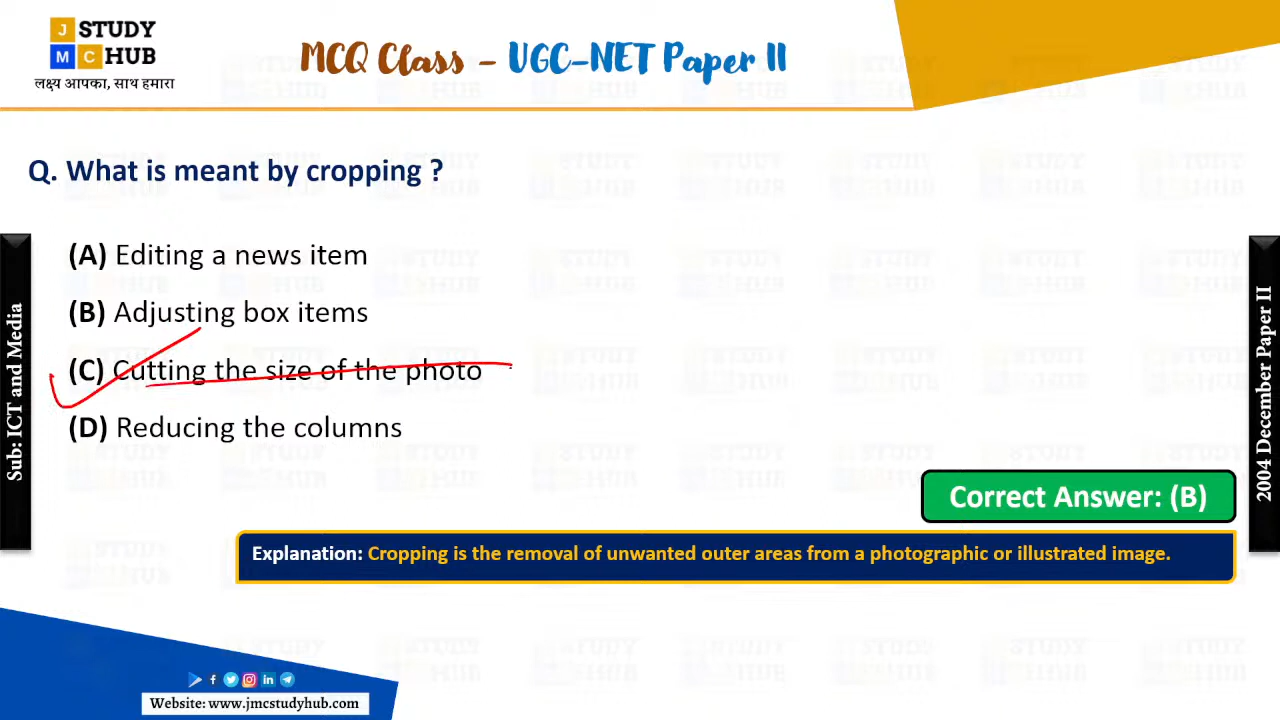 J STUDY
MC HUB
लक्ष्य आपका, साथ हमारा
MCQ Class – UGC-NET Paper II
Q. What is meant by cropping ?
(A) Editing a news item
(B) Adjusting box items
(C) Cutting the size of the photo
(D) Reducing the columns
Sub: ICT and Media
2004 December Paper II
Correct Answer: (B)
Explanation: Cropping is the removal of unwanted outer areas from a photographic or illustrated image.
Website: www.jmcstudyhub.com